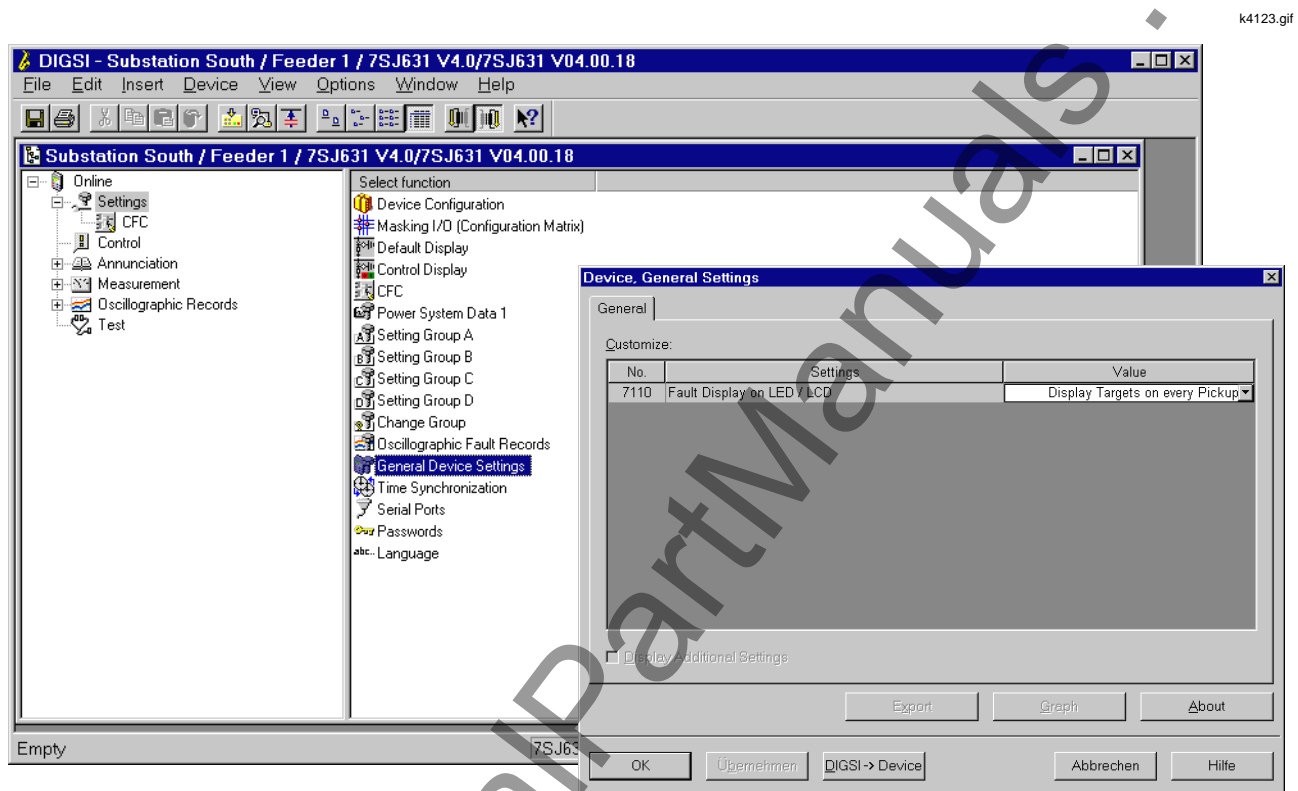 k4123.gif
DIGSI - Substation South / Feeder 1 / 7SJ631 V4.0/7SJ631 V04.00.18
File Edit Insert Device View Options Window Help
Substation South / Feeder 1 / 7SJ631 V4.0/7SJ631 V04.00.18
Online
Settings
CFC
Control
Annunciation
Measurement
Oscillographic Records
Test
Select function
Device Configuration
Masking I/O (Configuration Matrix)
Default Display
Control Display
CFC
Power System Data 1
Setting Group A
Setting Group B
Setting Group C
Setting Group D
Change Group
Oscillographic Fault Records
General Device Settings
Time Synchronization
Serial Ports
Passwords
abc.. Language
Device, General Settings
General
Customize:
No. Settings Value
7110 Fault Display on LED / LCD Display Targets on every Pickup
Display Additional Settings
Export Graph About
OK Übernehmen DIGSI -> Device Abbrechen Hilfe
Empty 7SJ63
alPartManuals.